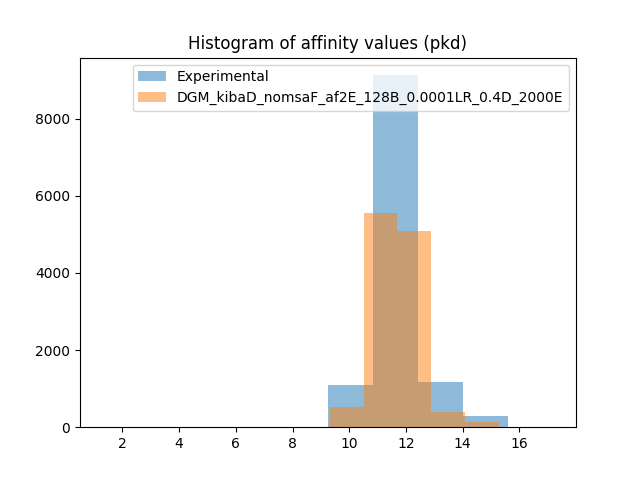 Histogram of affinity values (pkd)
Experimental
DGM_kibaD_nomsaF_af2E_128B_0.0001LR_0.4D_2000E
8000
6000
4000
2000
0
2 4 6 8 10 12 14 16